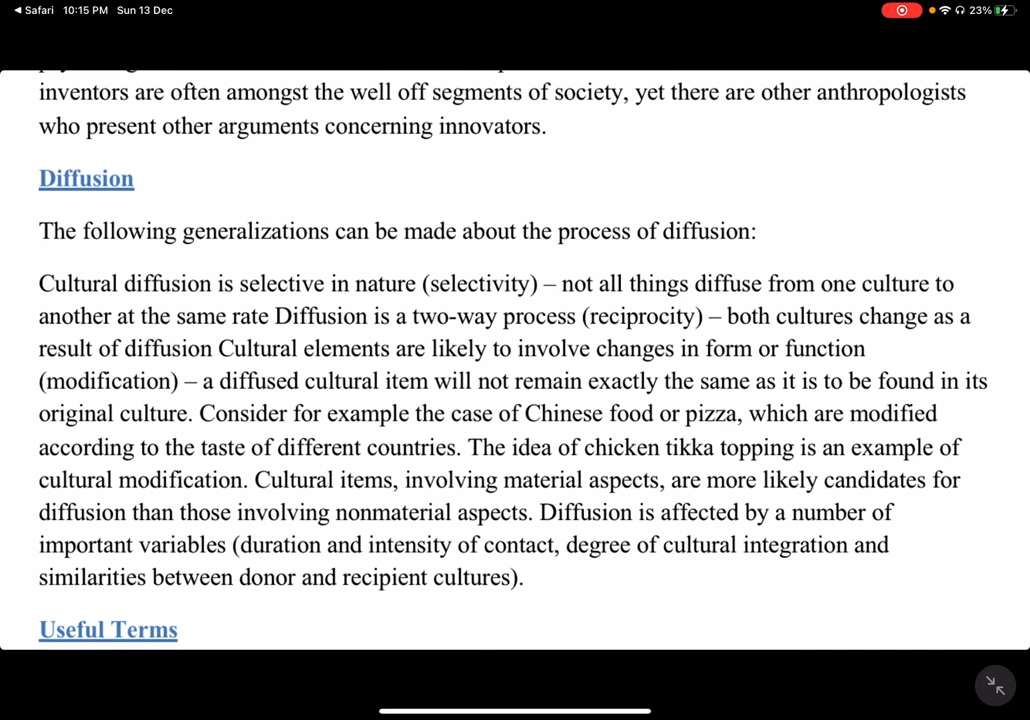 ◀ Safari 10:15 PM Sun 13 Dec 23%
inventors are often amongst the well off segments of society, yet there are other anthropologists
who present other arguments concerning innovators.
Diffusion
The following generalizations can be made about the process of diffusion:
Cultural diffusion is selective in nature (selectivity) – not all things diffuse from one culture to
another at the same rate Diffusion is a two-way process (reciprocity) – both cultures change as a
result of diffusion Cultural elements are likely to involve changes in form or function
(modification) – a diffused cultural item will not remain exactly the same as it is to be found in its
original culture. Consider for example the case of Chinese food or pizza, which are modified
according to the taste of different countries. The idea of chicken tikka topping is an example of
cultural modification. Cultural items, involving material aspects, are more likely candidates for
diffusion than those involving nonmaterial aspects. Diffusion is affected by a number of
important variables (duration and intensity of contact, degree of cultural integration and
similarities between donor and recipient cultures).
Useful Terms